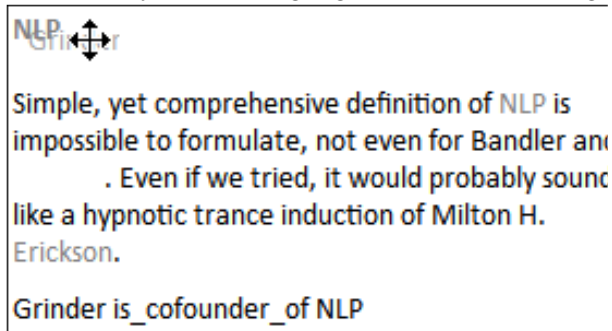 NLP
Grinder
Simple, yet comprehensive definition of NLP is
impossible to formulate, not even for Bandler and
. Even if we tried, it would probably sound
like a hypnotic trance induction of Milton H.
Erickson.
Grinder is_cofounder_of NLP